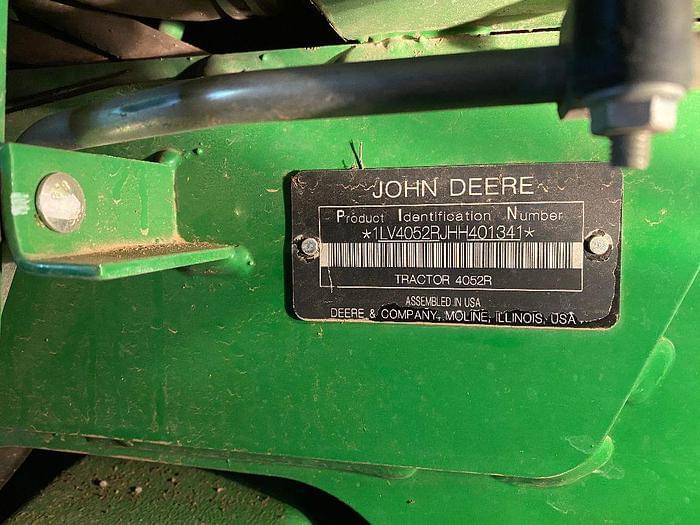 JOHN DEERE
Product Identification Number
*1LV4052RJHH401341*
TRACTOR 4052R
ASSEMBLED IN USA
DEERE & COMPANY, MOLINE, ILLINOIS, USA